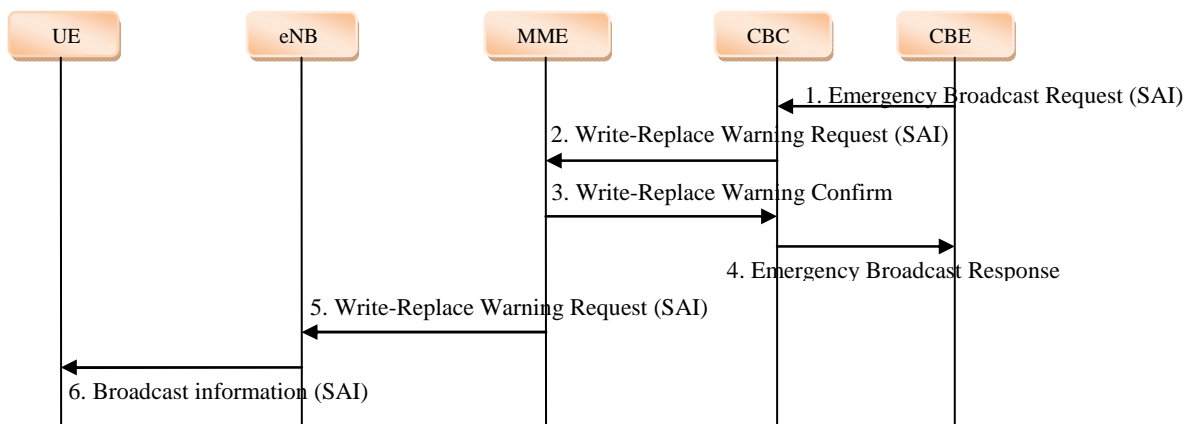 UE
eNB
MME
CBC
CBE
1. Emergency Broadcast Request (SAI)
2. Write-Replace Warning Request (SAI)
3. Write-Replace Warning Confirm
4. Emergency Broadcast Response
5. Write-Replace Warning Request (SAI)
6. Broadcast information (SAI)